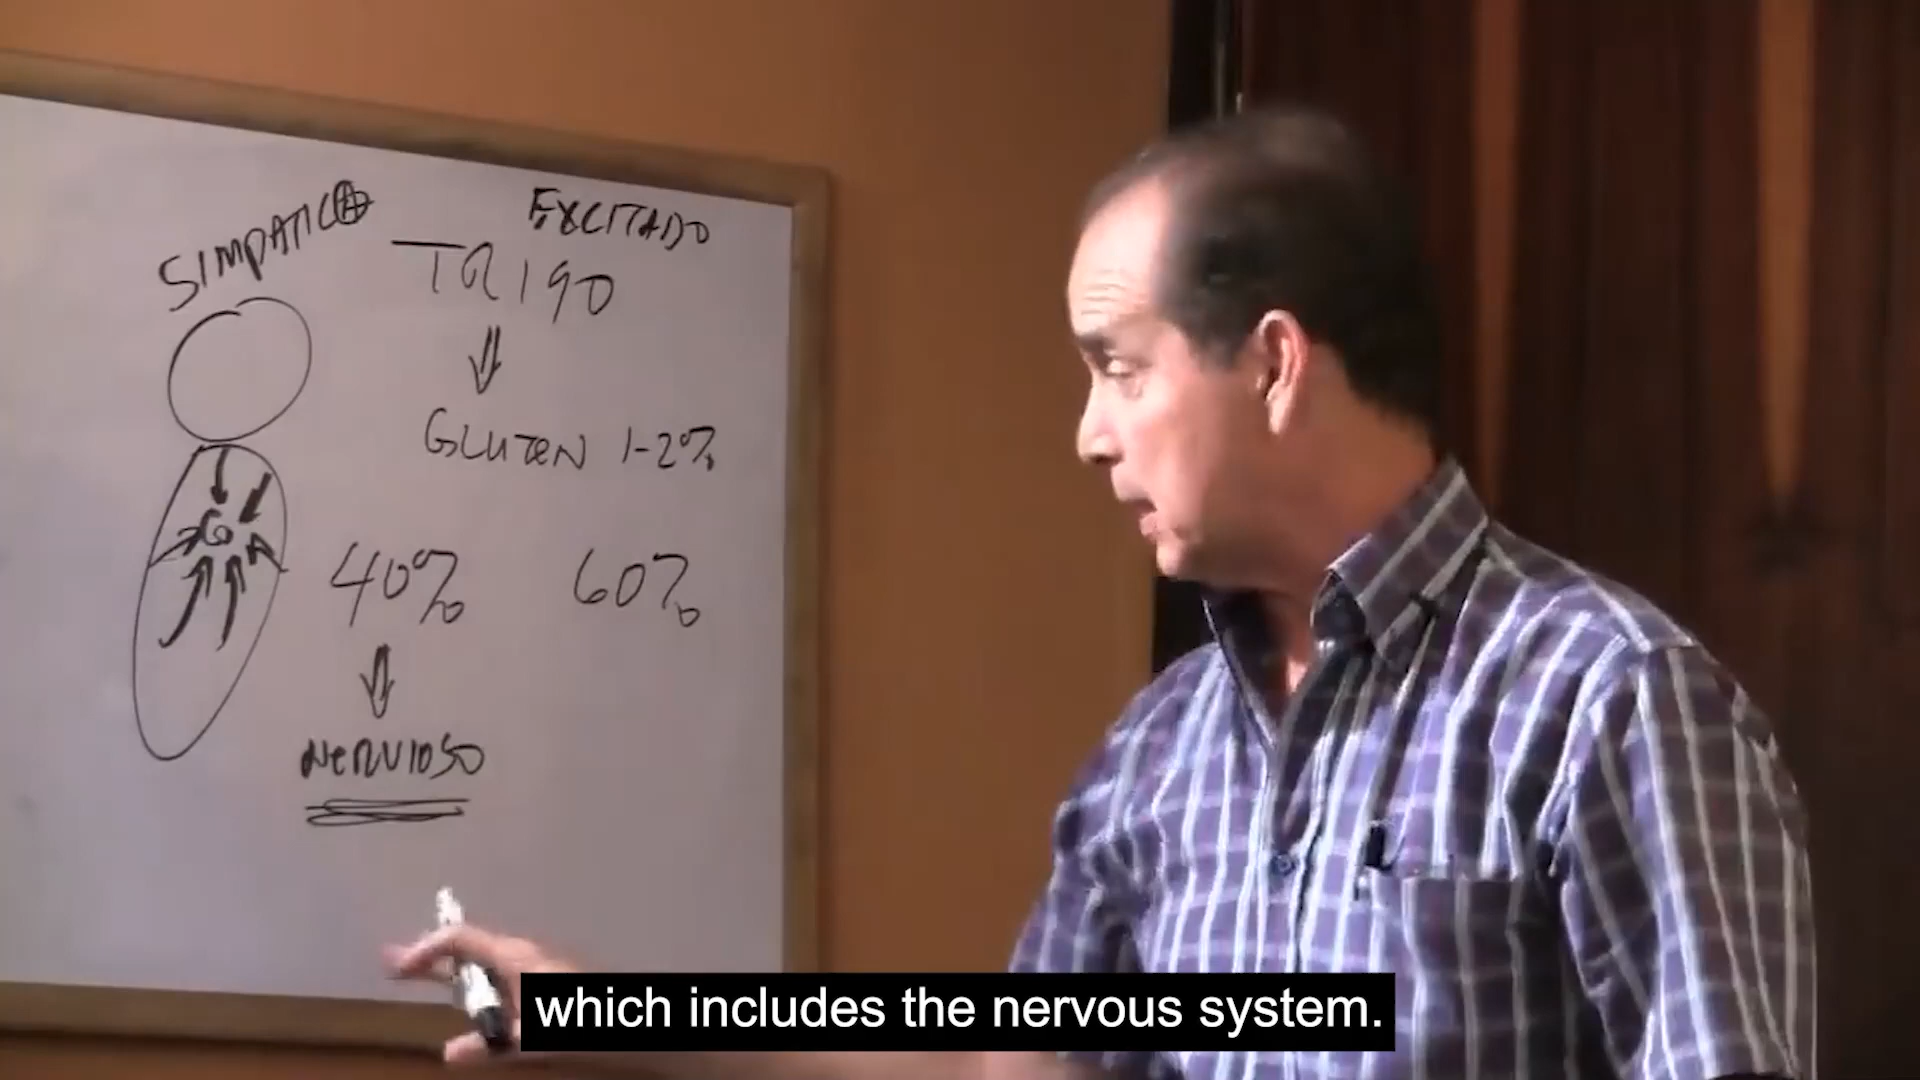 SIMPATICO
EXCITADO
TRIGO
GLUTEN 1-2%
G
40% 60%
NERVIOSO
which includes the nervous system.